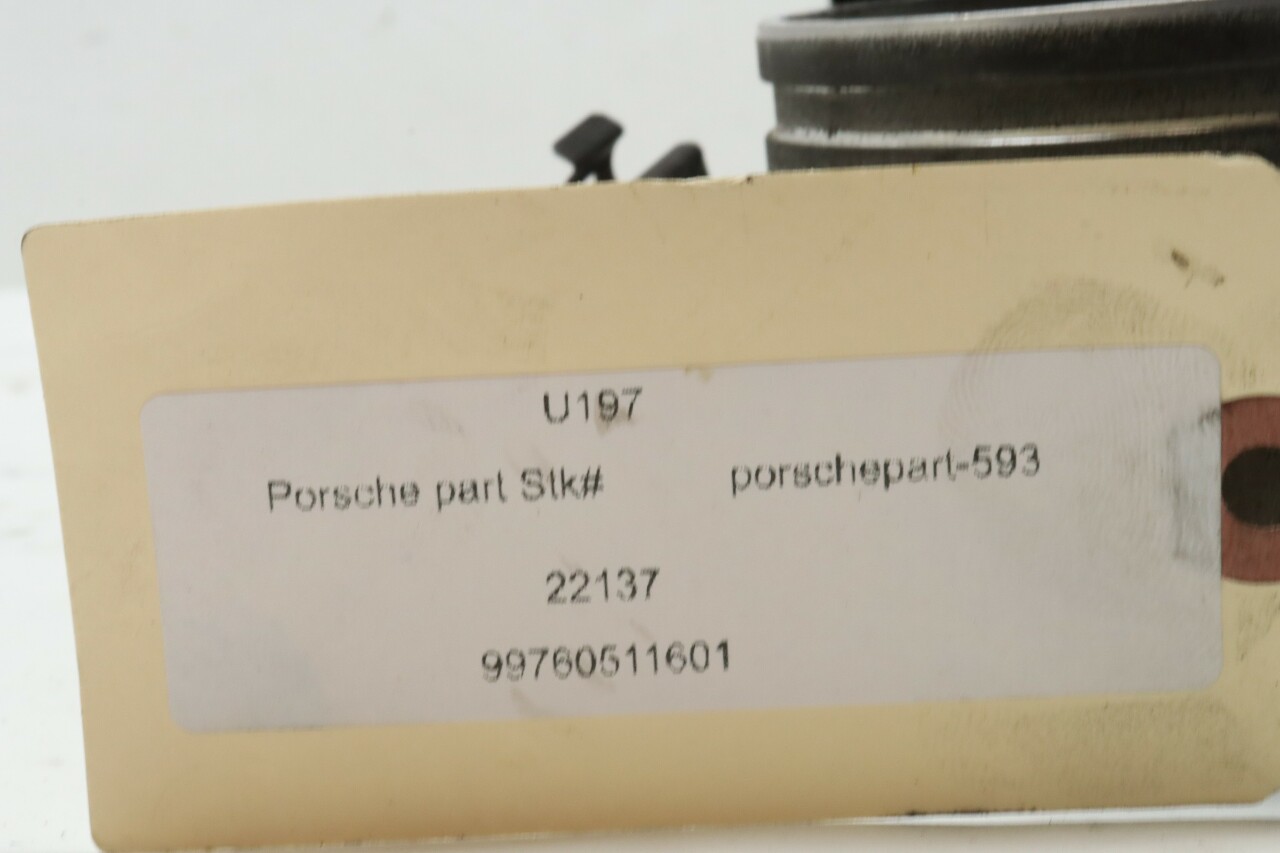 U197
Porsche part Stk# porschepart-593
22137
99760511601